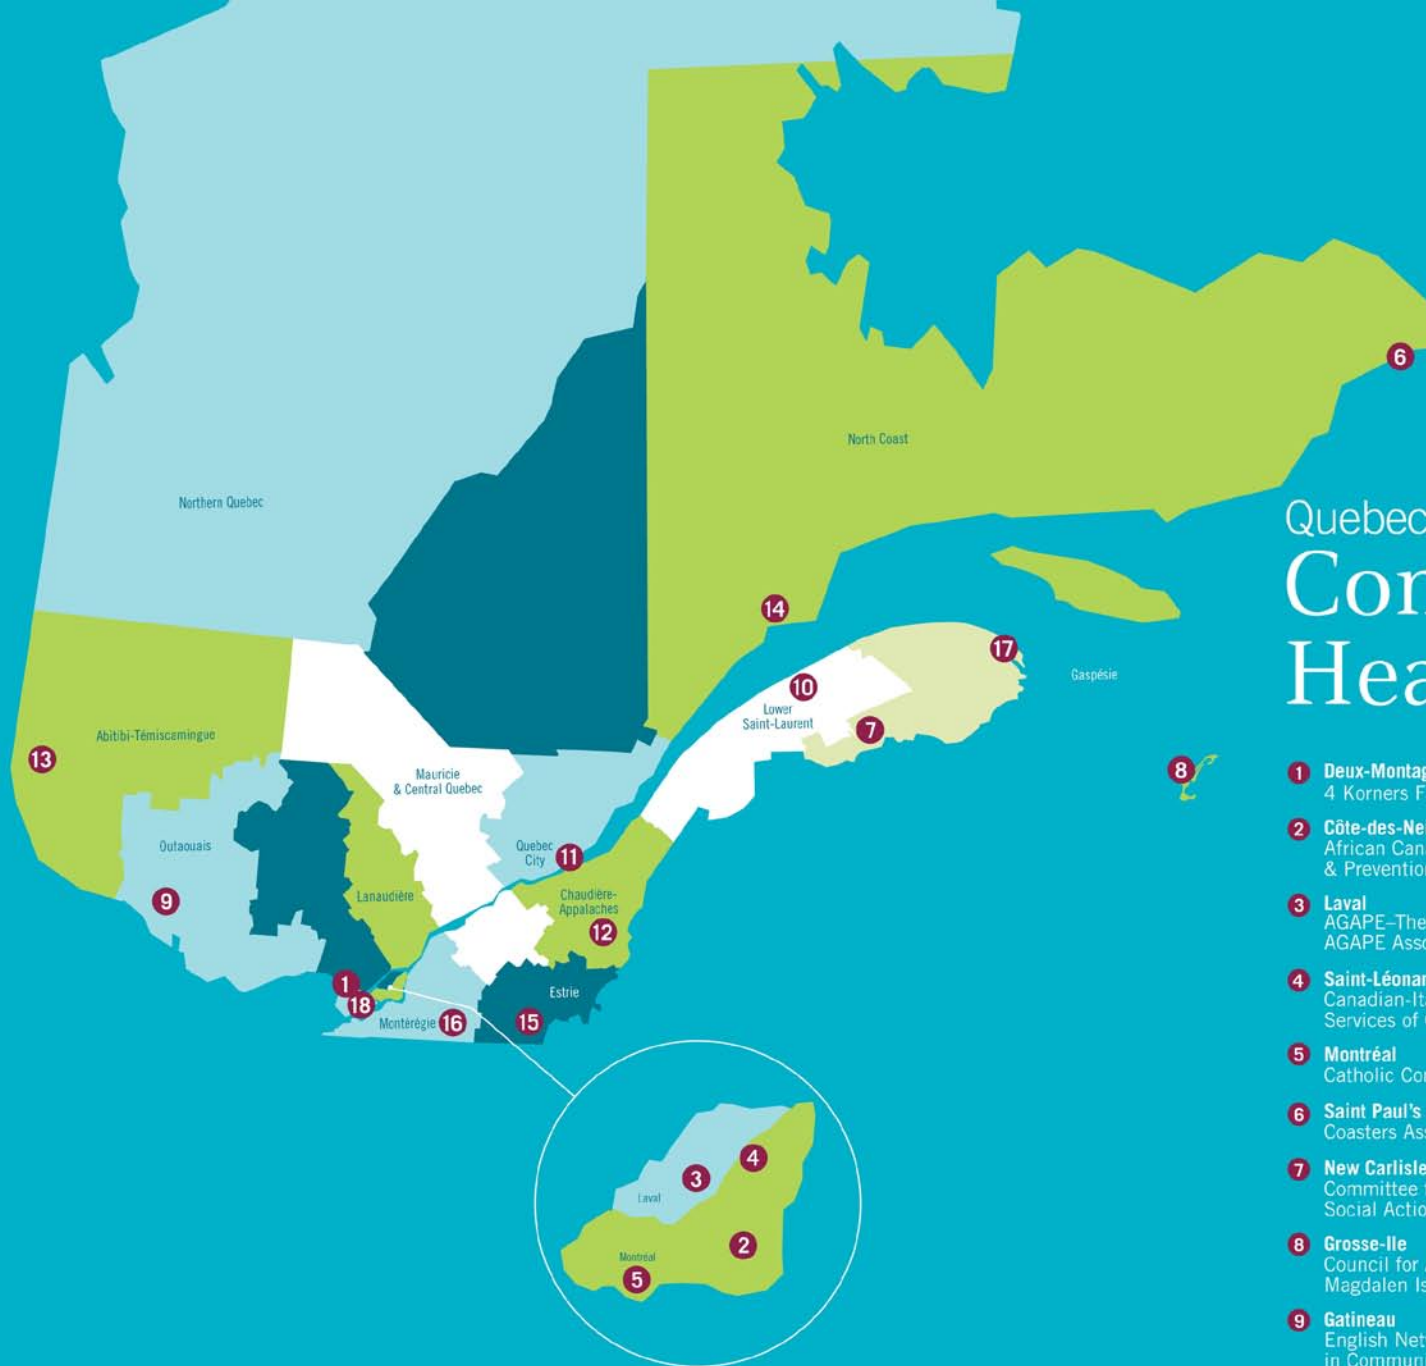 North Coast
6
Northern Quebec
14
17
Gaspésie
10
Lower
Saint-Laurent
7
13
Abitibi-Témiscamingue
8
Mauricie
& Central Quebec
Outaouais
Quebec
City
11
9
Lanaudière
Chaudière-
Appalaches
12
1
18
Montérégie
16
Estrie
15
4
3
Laval
2
Montréal
5
Quebec
Con
Hea
1 Deux-Montag
4 Korners F
2 Côte-des-Ne
African Can
& Prevention
3 Laval
AGAPE–The
AGAPE Asso
4 Saint-Léonar
Canadian-It
Services of
5 Montréal
Catholic Co
6 Saint Paul's
Coasters Ass
7 New Carlisle
Committee
Social Actio
8 Grosse-Ile
Council for
Magdalen Is
9 Gatineau
English Net
in Commun